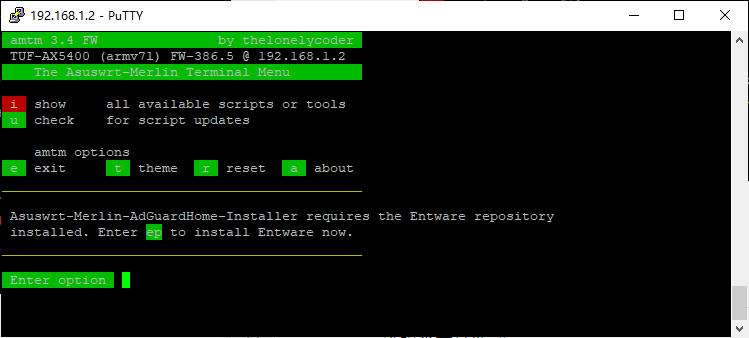 192.168.1.2 - PuTTY
amtm 3.4 FW by thelonelycoder
TUF-AX5400 (armv7l) FW-386.5 @ 192.168.1.2
The Asuswrt-Merlin Terminal Menu
i show all available scripts or tools
u check for script updates
amtm options
e exit t theme r reset a about
Asuswrt-Merlin-AdGuardHome-Installer requires the Entware repository
installed. Enter ep to install Entware now.
Enter option